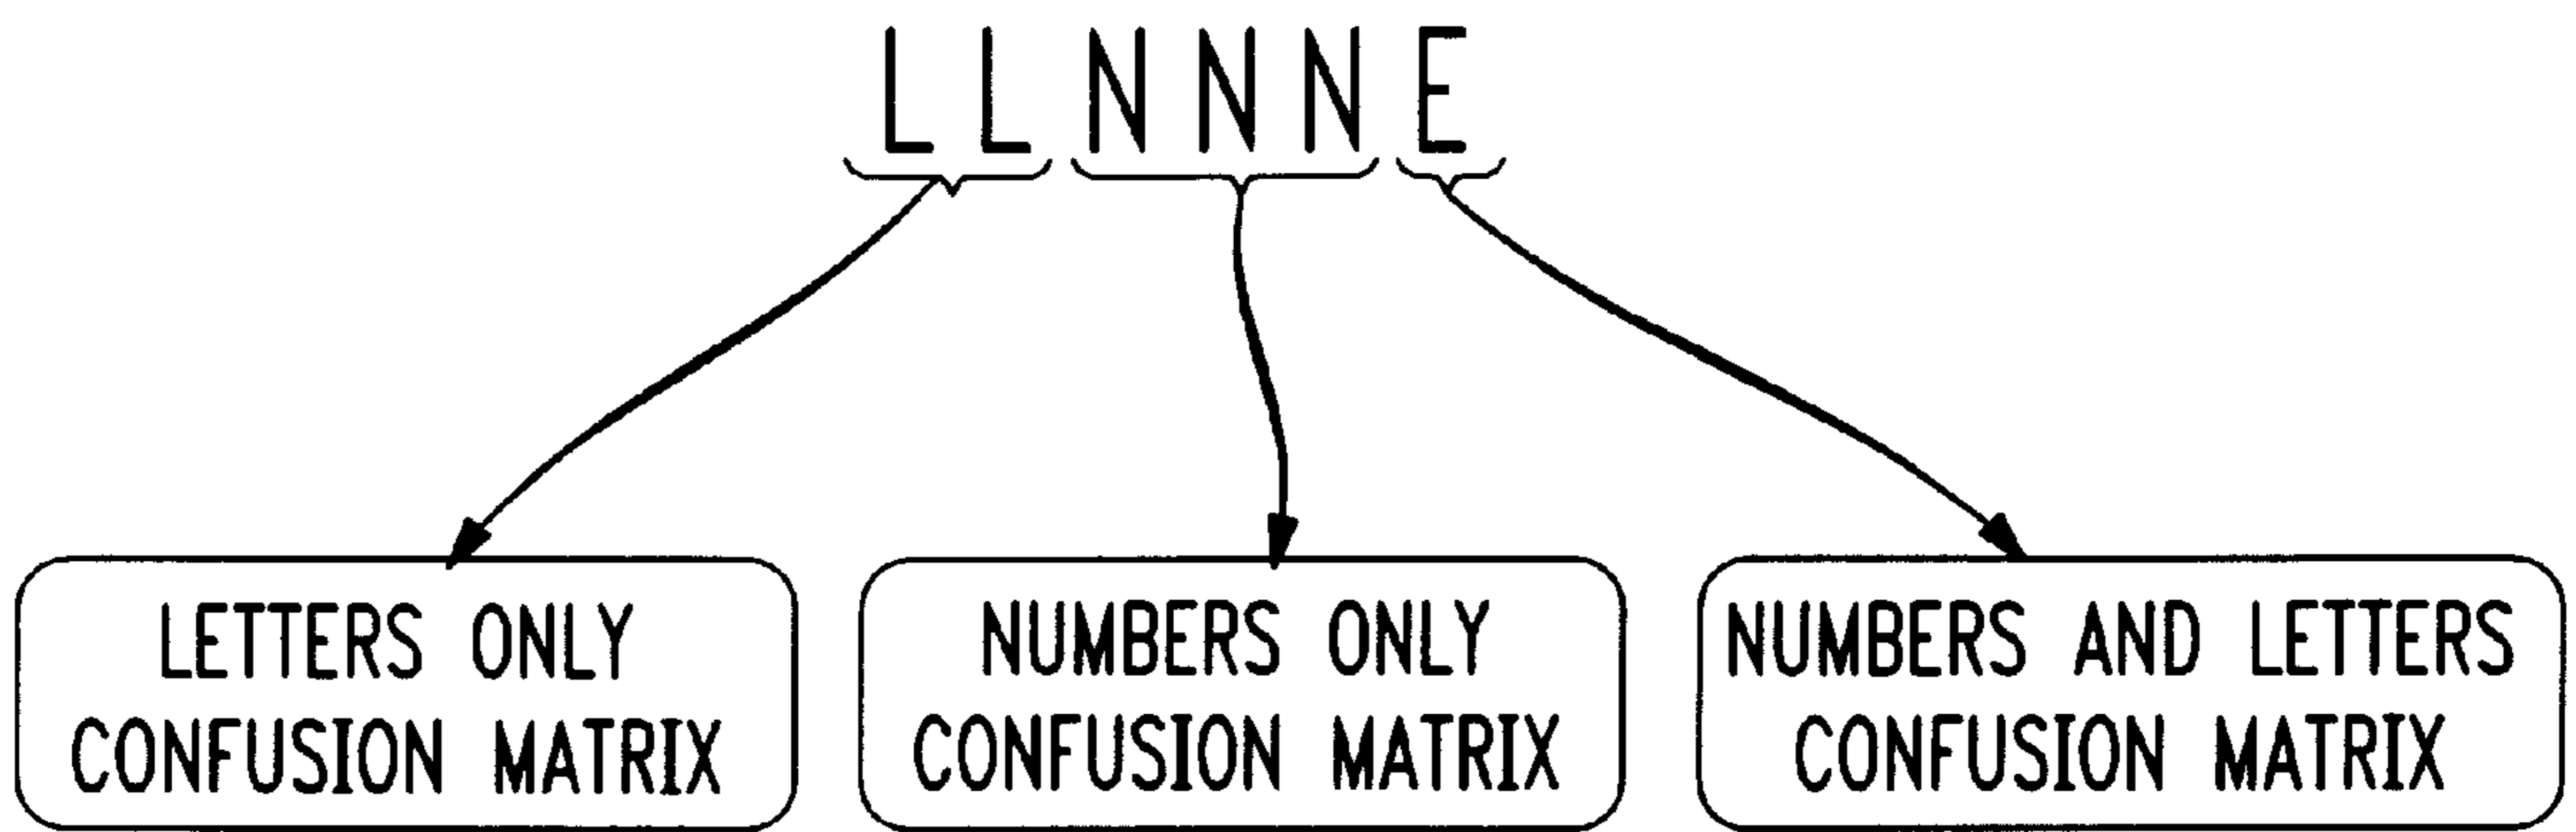 LLNNNE
LETTERS ONLY
CONFUSION MATRIX
NUMBERS ONLY
CONFUSION MATRIX
NUMBERS AND LETTERS
CONFUSION MATRIX